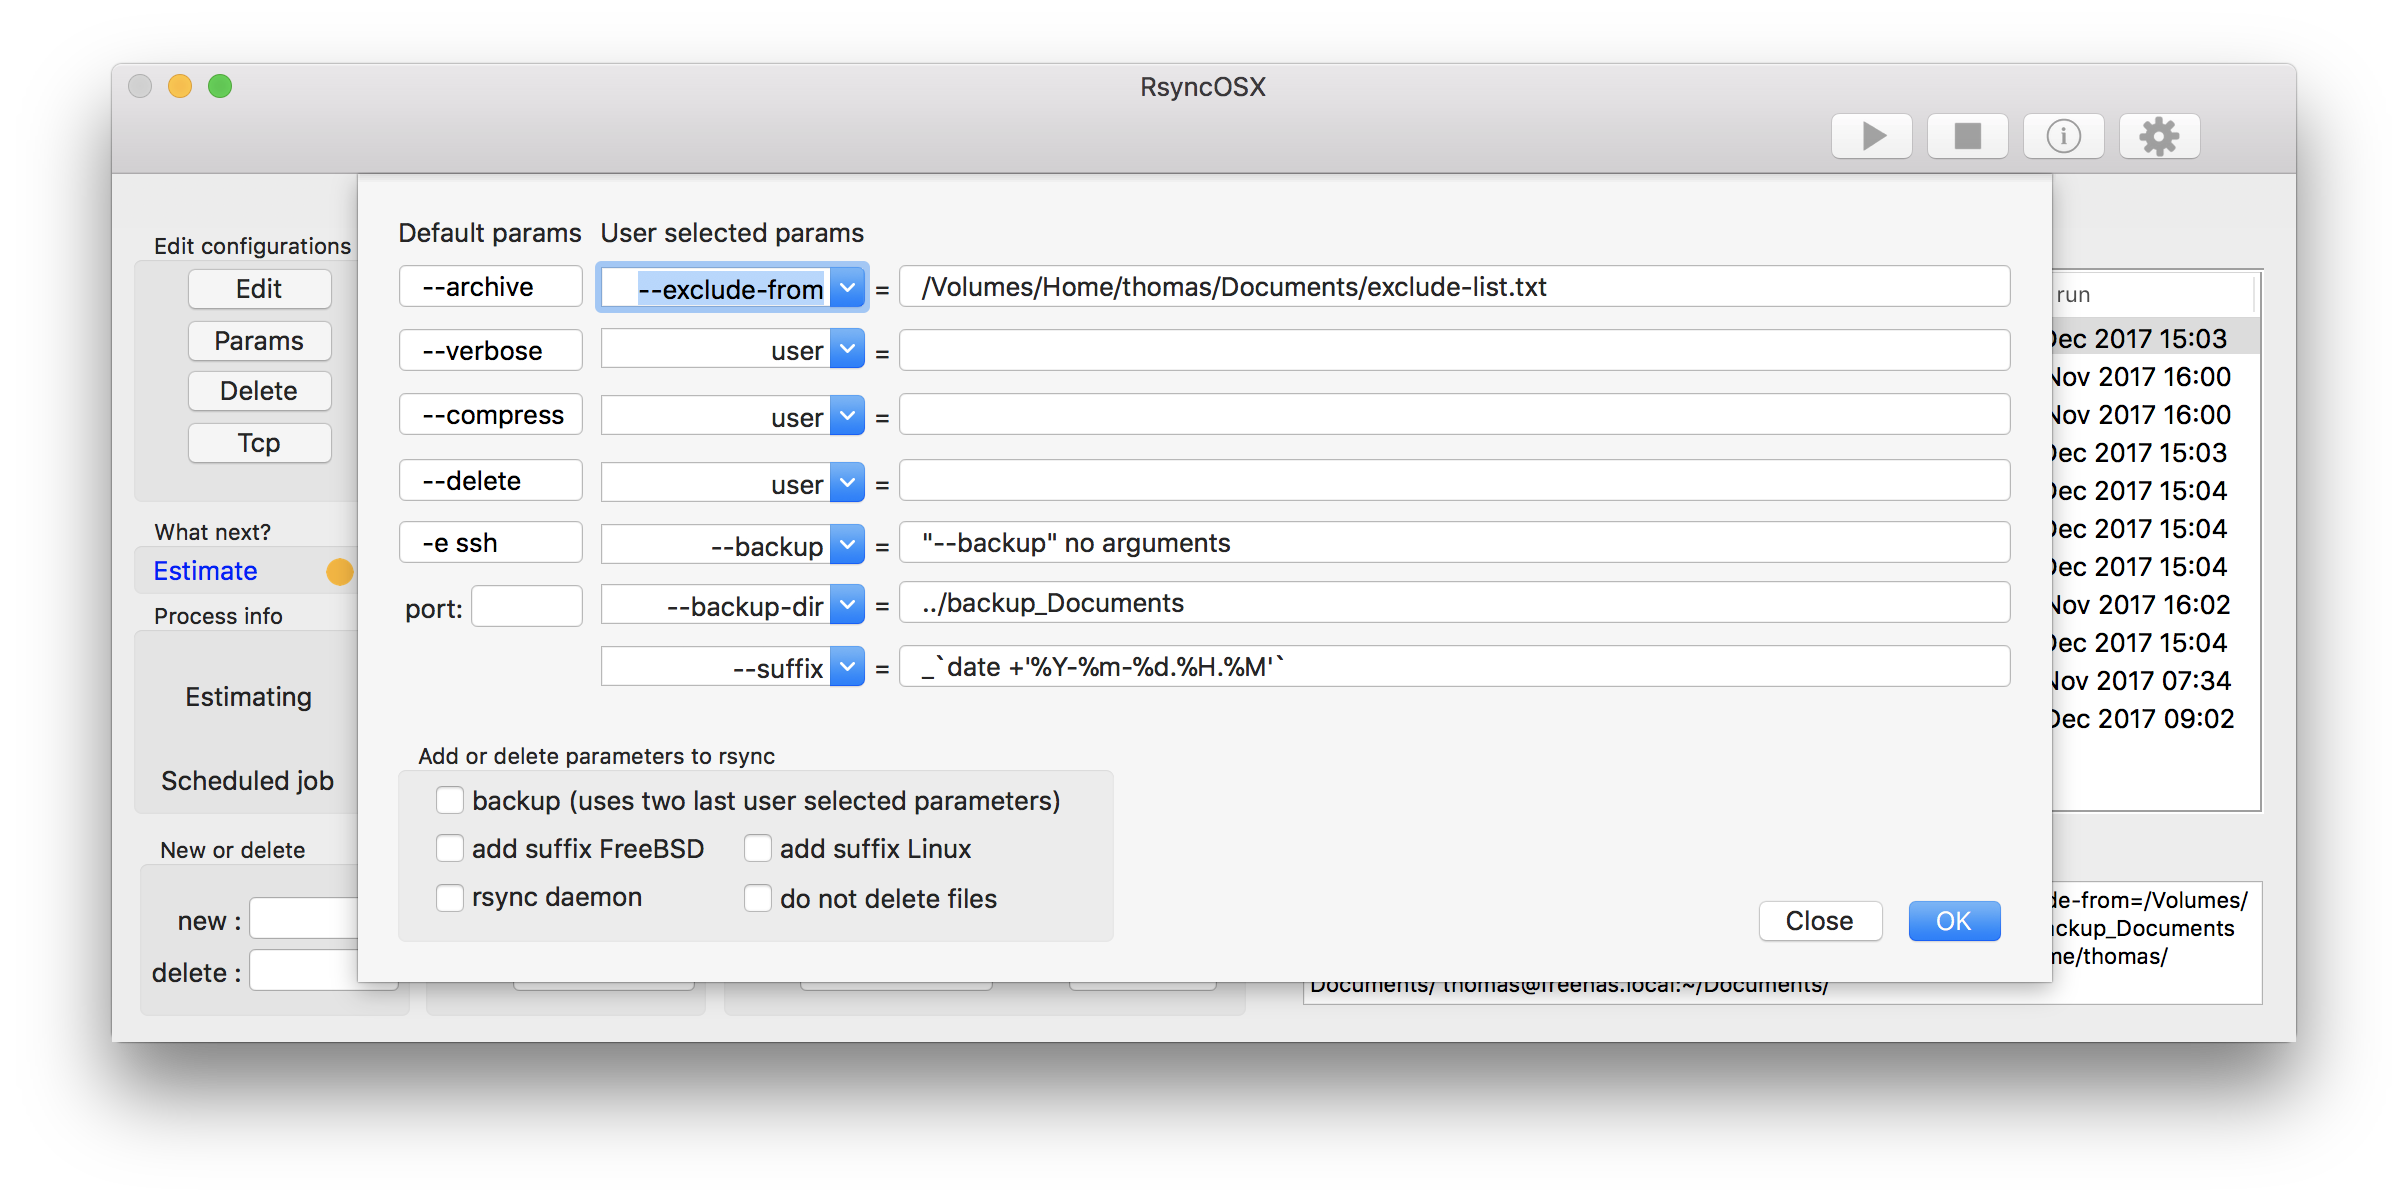 RsyncOSX
Edit configurations
Edit
Params
Delete
Tcp
What next?
Estimate
Process info
Estimating
Scheduled job
New or delete
new :
delete :
Default params User selected params
--archive --exclude-from = /Volumes/Home/thomas/Documents/exclude-list.txt
--verbose user =
--compress user =
--delete user =
-e ssh --backup = "--backup" no arguments
port: --backup-dir = ../backup_Documents
--suffix = _`date +'%Y-%m-%d.%H.%M'`
Add or delete parameters to rsync
backup (uses two last user selected parameters)
add suffix FreeBSD add suffix Linux
rsync daemon do not delete files
Close OK
run
Dec 2017 15:03
Nov 2017 16:00
Nov 2017 16:00
Dec 2017 15:03
Dec 2017 15:04
Dec 2017 15:04
Dec 2017 15:04
Nov 2017 16:02
Dec 2017 15:04
Nov 2017 07:34
Dec 2017 09:02
de-from=/Volumes/
ackup_Documents
me/thomas/
Documents/ thomas@freenas.local:~/Documents/